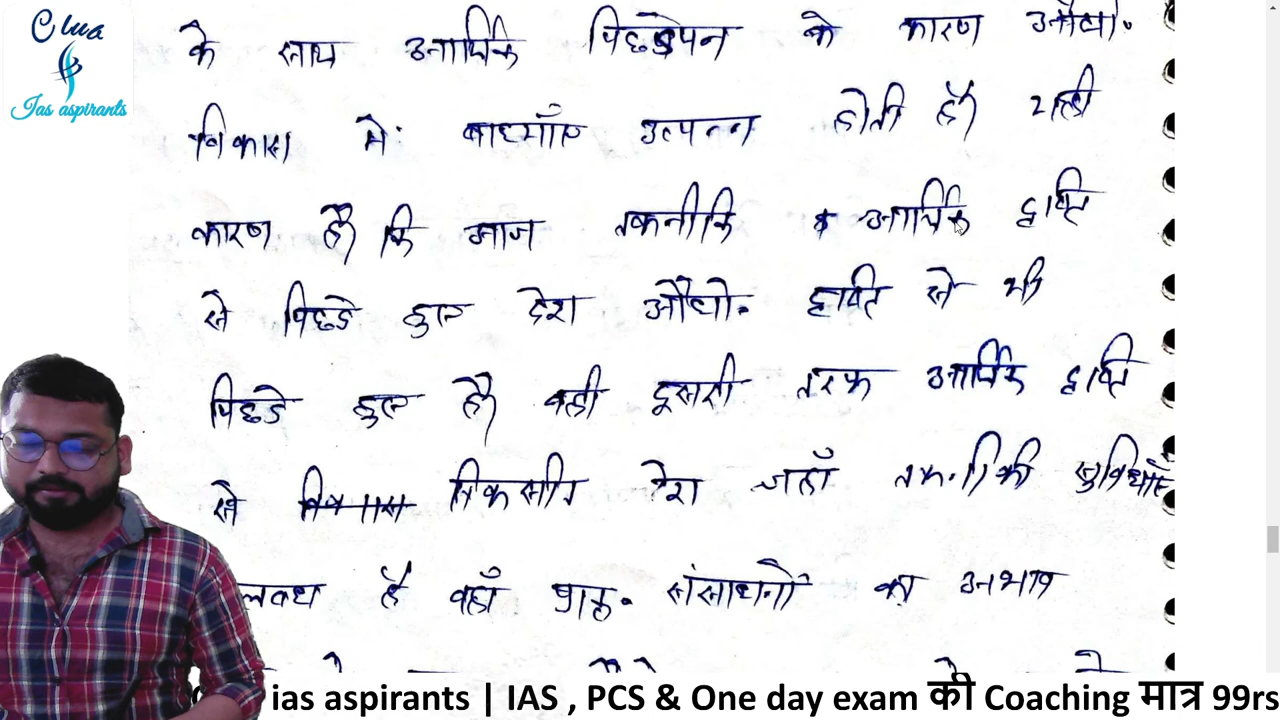 Clua
Ias aspirants
के साथ आर्थिक पिछडेपन के कारण औद्यो॰
विकास में बाधाएँ उत्पन्न होती है। यही
कारण है। कि आज तकनीकि व आर्थिक दृष्टि
से पिछडे हुए देश औद्यो॰ दृष्टि से भी
पिछडे हुए है। वही दूसरी तरफ आर्थिक दृष्टि
से विकसीत देश जहाँ तकनिकी सुविधाएँ
लब्ध है वहाँ प्राकृ॰ संसाधनों का अभाव
ias aspirants | IAS , PCS & One day exam की Coaching मात्र 99rs